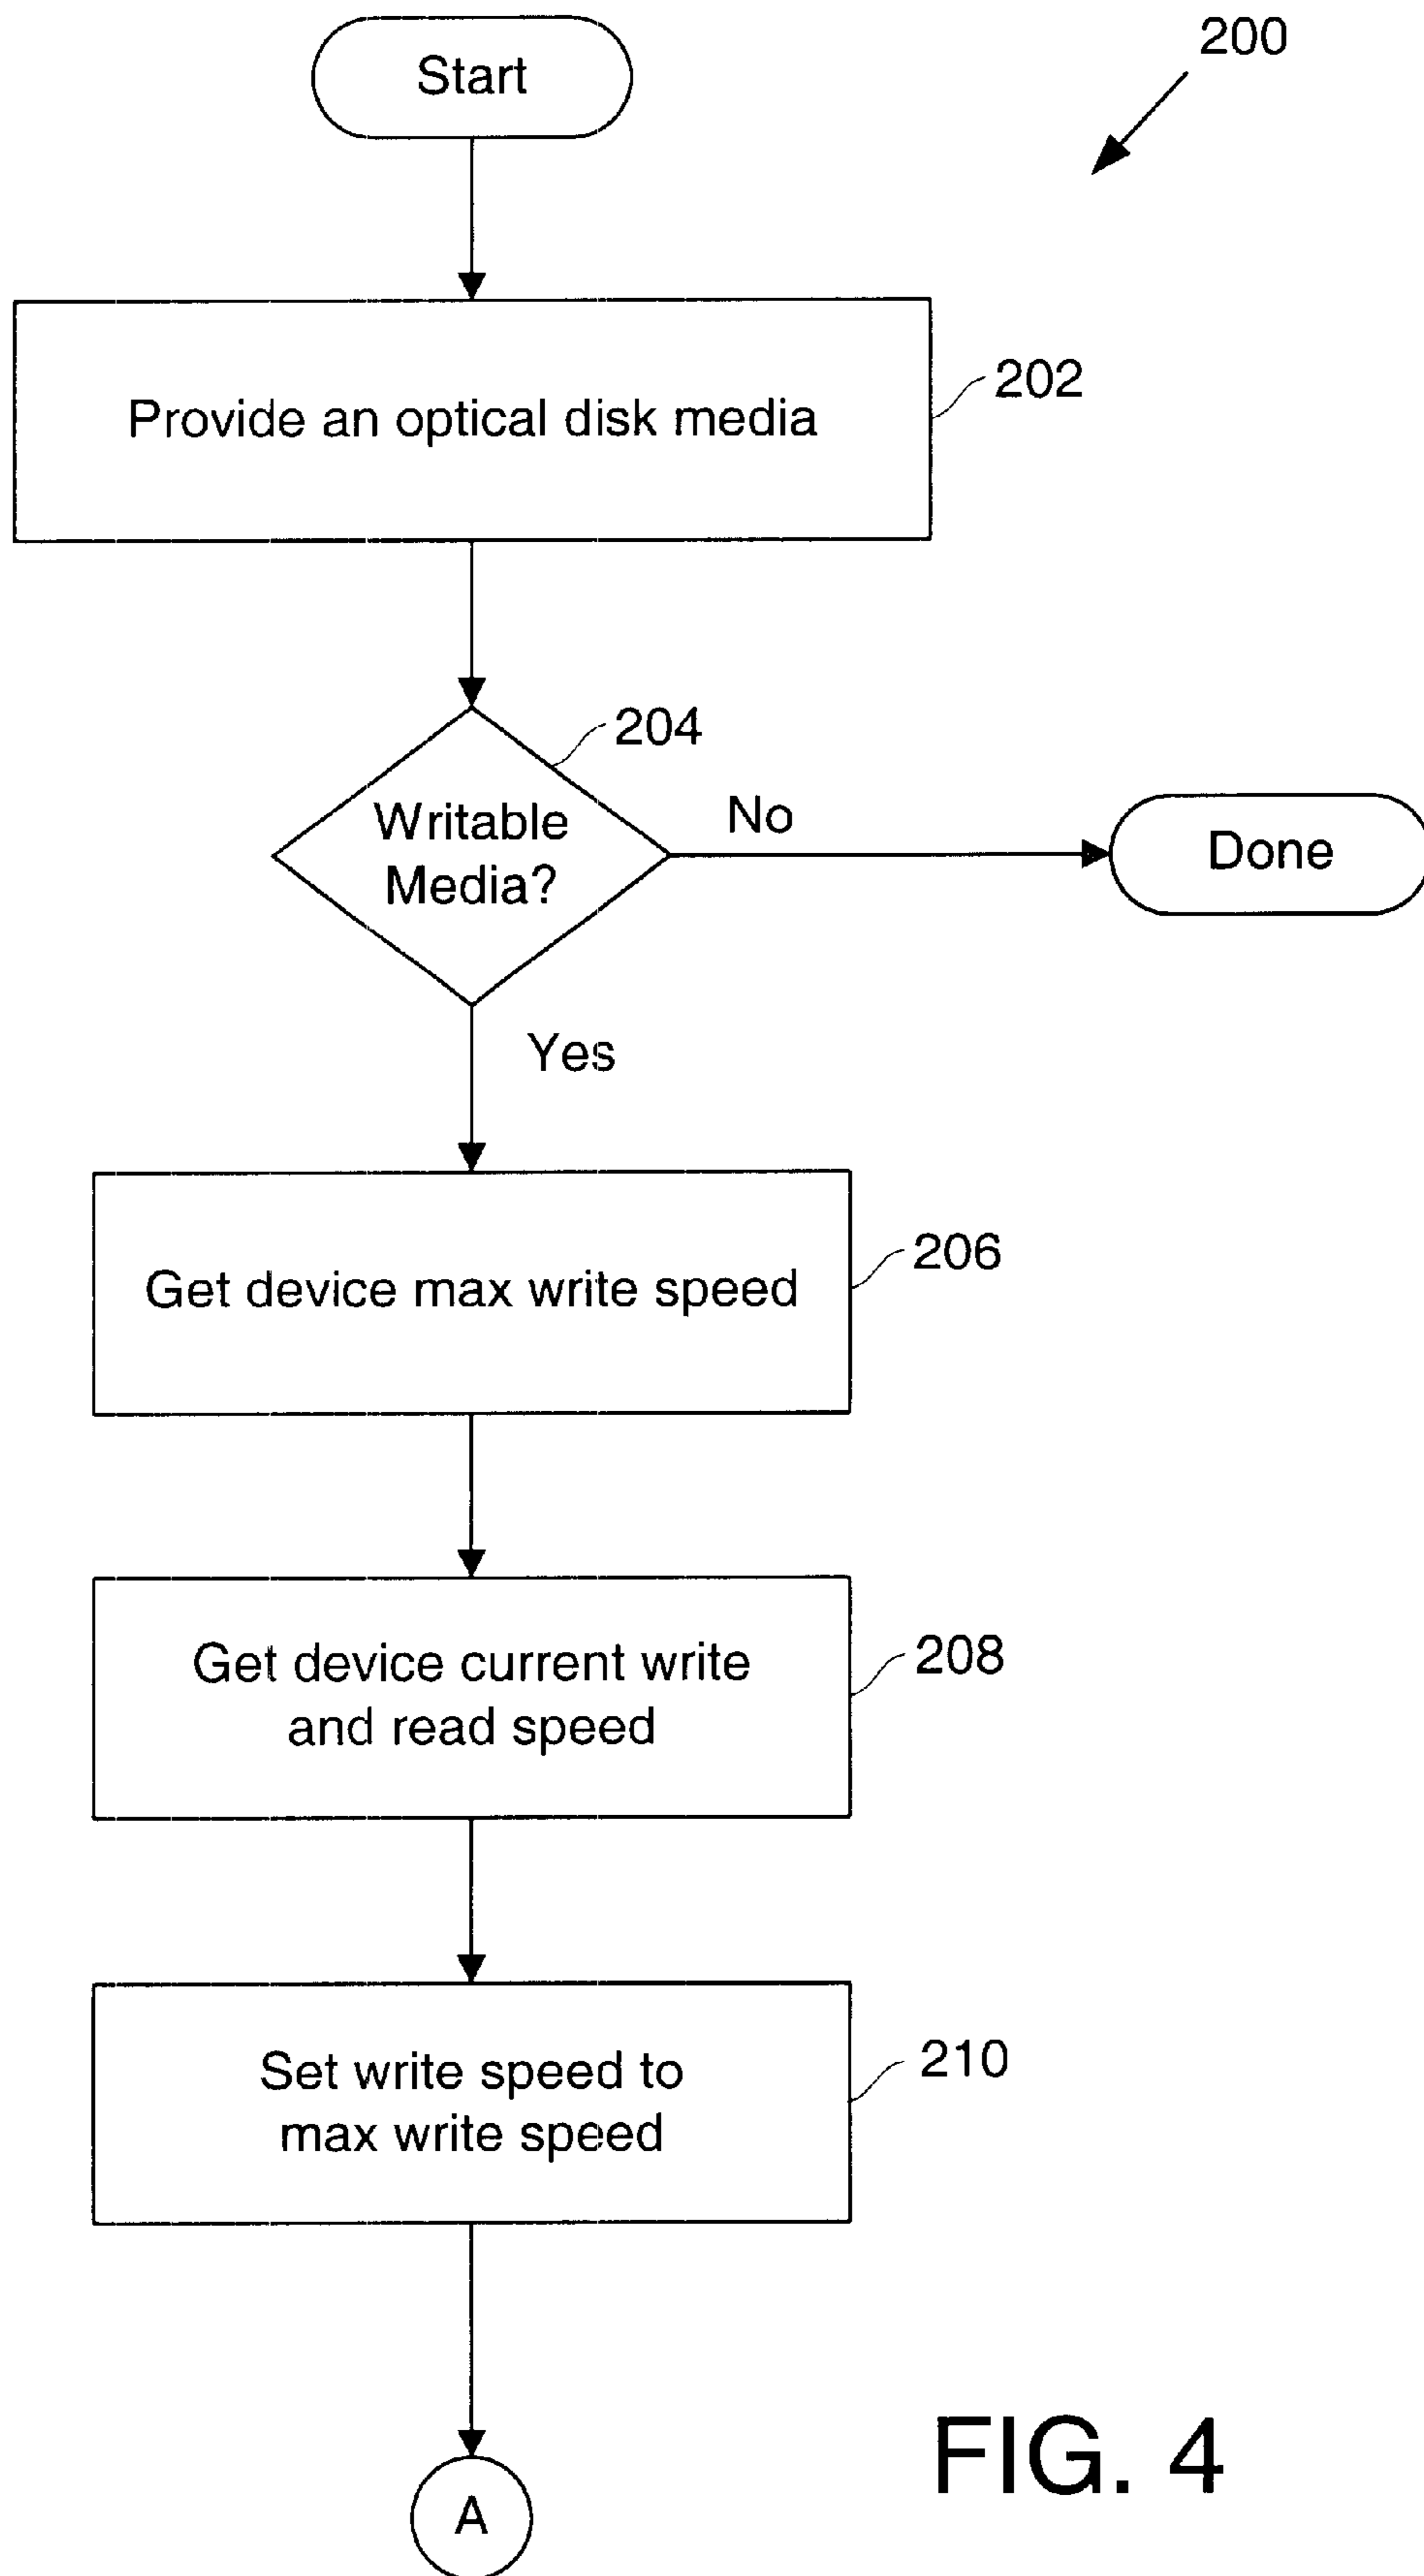 200
Start
Provide an optical disk media
202
204
Writable
Media?
No
Done
Yes
Get device max write speed
206
Get device current write
and read speed
208
Set write speed to
max write speed
210
A
FIG. 4